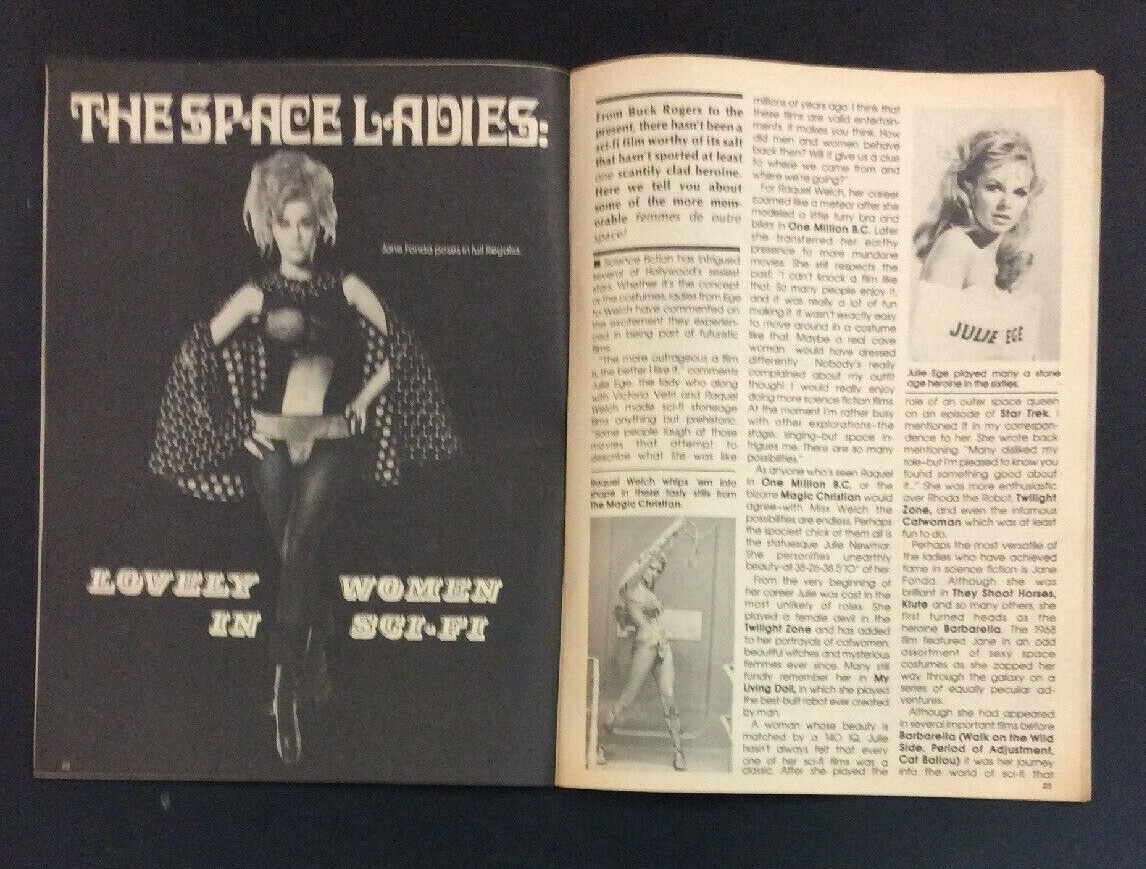 THE SPACE LADIES:
Jane Fonda poses in full regalia.
LOVELY WOMEN
IN SCI-FI
From Buck Rogers to the
present, there hasn't been a
sci-fi film worthy of its salt
that hasn't sported at least
one scantily clad heroine.
Here we tell you about
some of the more mem-
orable femmes de outre
space!
■ Science fiction has intrigued
several of Hollywood's sexiest
stars. Whether it's the concept
or the costumes, ladies from Ege
to Welch have commented on
the excitement they experien-
ced in being part of futuristic
films.
"The more outrageous a film
is, the better I like it," comments
Julie Ege, the lady who along
with Victoria Vetri and Raquel
Welch made sci-fi stoneage
films anything but prehistoric.
"Some people laugh at those
movies that attempt to
describe what life was like
Raquel Welch whips 'em into
shape in these tasty stills from
the Magic Christian.
millions of years ago. I think that
these films are valid entertain-
ments. It makes you think. How
did men and women behave
back then? Will it give us a clue
to where we came from and
where we're going?"
For Raquel Welch, her career
zoomed like a meteor after she
modeled a little furry bra and
bikini in One Million B.C. Later
she transferred her earthy
presence to more mundane
movies. She still respects the
past. "I can't knock a film like
that. So many people enjoy it,
and it was really a lot of fun
making it. It wasn't exactly easy
to move around in a costume
like that. Maybe a real cave
woman would have dressed
differently. Nobody's really
complained about my outfit
though! I would really enjoy
doing more science fiction films.
At the moment I'm rather busy
with other explorations–the
stage, singing–but space in-
trigues me. There are so many
possibilities."
As anyone who's seen Raquel
in One Million B.C. or the
bizarre Magic Christian would
agree–with Miss Welch the
possibilities are endless. Perhaps
the spaciest chick of them all is
the statuesque Julie Newmar.
She personifies unearthly
beauty–at 38-26-38 5'10" of her.
From the very beginning of
her career Julie was cast in the
most unlikely of roles. She
played a female devil in the
Twilight Zone and has added
to her portrayals of catwomen,
beautiful witches and mysterious
femmes ever since. Many still
fondly remember her in My
Living Doll, in which she played
the best-built robot ever created
by man.
A woman whose beauty is
matched by a 140 IQ, Julie
hasn't always felt that every
one of her sci-fi films was a
classic. After she played the
JULIE EGE
Julie Ege played many a stone
age heroine in the sixties.
role of an outer space queen
on an episode of Star Trek, I
mentioned it in my correspon-
dence to her. She wrote back
mentioning "Many disliked my
role–but I'm pleased to know you
found something good about
it..." She was more enthusiastic
over Rhoda the Robot, Twilight
Zone, and even the infamous
Catwoman which was at least
fun to do.
Perhaps the most versatile of
the ladies who have achieved
fame in science fiction is Jane
Fonda. Although she was
brilliant in They Shoot Horses,
Klute and so many others, she
first turned heads as the
heroine Barbarella. The 1968
film featured Jane in an odd
assortment of sexy space
costumes as she zapped her
way through the galaxy on a
series of equally peculiar ad-
ventures.
Although she had appeared
in several important films before
Barbarella (Walk on the Wild
Side, Period of Adjustment,
Cat Ballou) it was her journey
into the world of sci-fi that
23